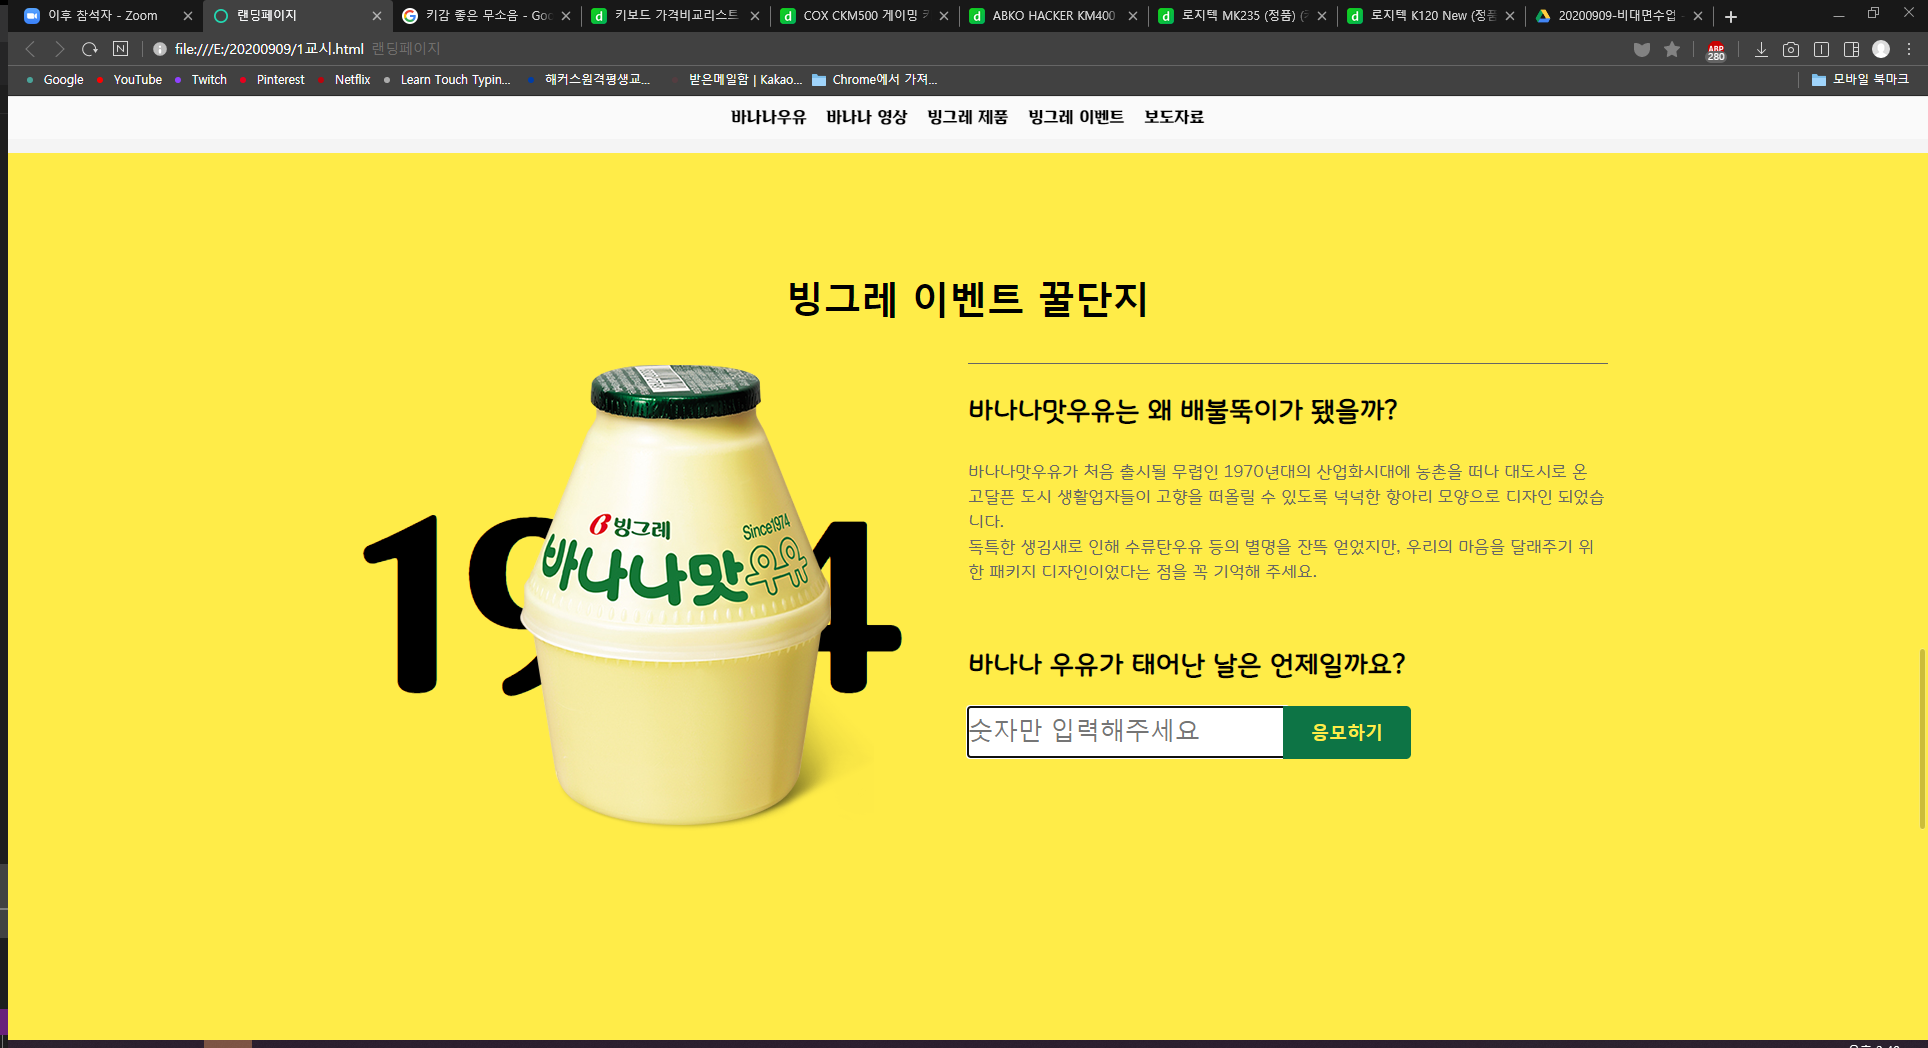 이후 참석자 - Zoom
랜딩페이지
키감 좋은 무소음 - Goo
키보드 가격비교리스트
COX CKM500 게이밍
ABKO HACKER KM400
로지텍 MK235 (정품)
로지텍 K120 New (정품
20200909-비대면수업
file:///E:/20200909/1교시.html 랜딩페이지
ABP
280
Google
YouTube
Twitch
Pinterest
Netflix
Learn Touch Typin...
해커스원격평생교...
받은메일함 | Kakao...
Chrome에서 가져...
모바일 북마크
바나나우유 바나나 영상 빙그레 제품 빙그레 이벤트 보도자료
빙그레 이벤트 꿀단지
1974
빙그레
Since1974
바나나맛우유
바나나맛우유는 왜 배불뚝이가 됐을까?
바나나맛우유가 처음 출시될 무렵인 1970년대의 산업화시대에 농촌을 떠나 대도시로 온
고달픈 도시 생활업자들이 고향을 떠올릴 수 있도록 넉넉한 항아리 모양으로 디자인 되었습
니다.
독특한 생김새로 인해 수류탄우유 등의 별명을 잔뜩 얻었지만, 우리의 마음을 달래주기 위
한 패키지 디자인이었다는 점을 꼭 기억해 주세요.
바나나 우유가 태어난 날은 언제일까요?
숫자만 입력해주세요
응모하기